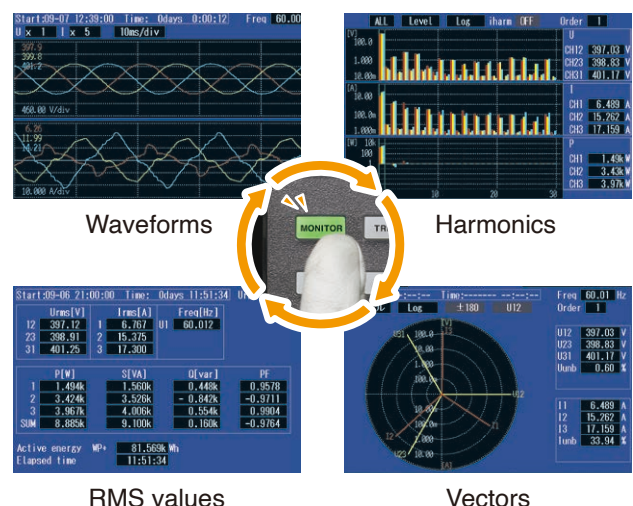 Start:09-07 12:39:00 Time: 0days 0:00:12 Freq 60.00
U x 1 I x 5 10ms/div
397.9
399.8
401.2
460.00 V/div
6.26
11.99
14.21
10.000 A/div
Waveforms
ALL Level Log iharm OFF Order 1
[V]
100.0
1.00
10.00m
[A]
10.00
100.0m
1.000m
[W] 10k
100
1
10 20 30
U
CH12 397.03 V
CH23 398.83 V
CH31 401.17 V
I
CH1 6.489 A
CH2 15.262 A
CH3 17.159 A
P
CH1 1.49kW
CH2 3.43kW
CH3 3.97kW
Harmonics
MONITOR
Start:09-06 21:00:00 Time: 0days 11:51:34
Urms[V] Irms[A] Freq[Hz]
12 397.12 1 6.767 U1 60.012
23 398.91 2 15.375
31 401.25 3 17.300
P[W] S[VA] Q[var] PF
1 1.494k 1.560k 0.448k 0.9578
2 3.424k 3.526k - 0.842k -0.9711
3 3.967k 4.006k 0.554k 0.9904
SUM 8.885k 9.100k 0.160k -0.9764
Active energy WP+ 81.569k Wh
Elapsed time 11:51:34
RMS values
Time: Freq 60.01 Hz
Log ±180 U12 Order 1
[V]
U31
U12
U23
I1
I2
I3
[A]
U12 397.03 V
U23 398.83 V
U31 401.17 V
Uunb 0.60 %
I1 6.489 A
I2 15.262 A
I3 17.159 A
Iunb 33.94 %
Vectors